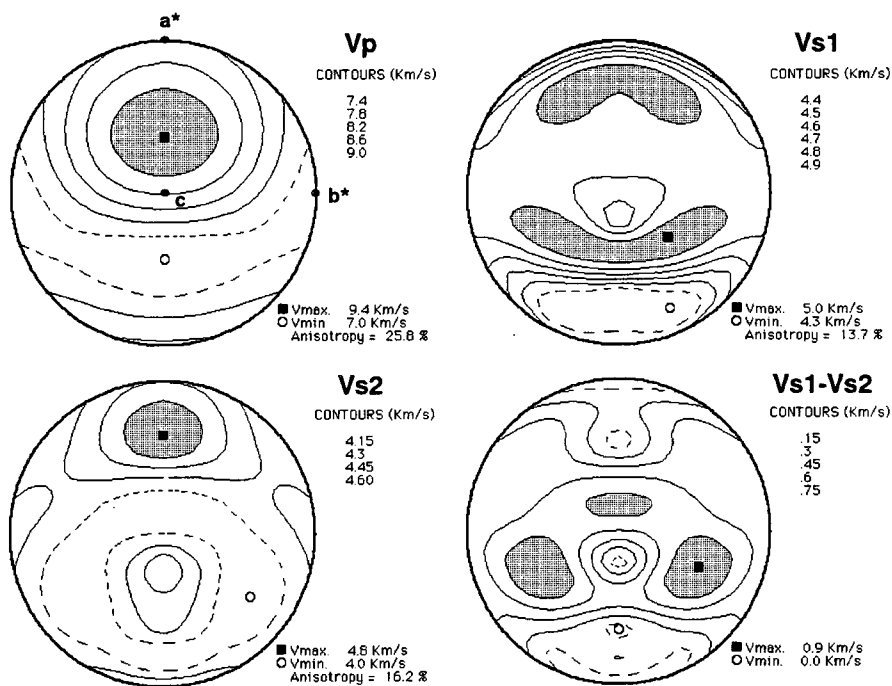 a*
Vp
CONTOURS (Km/s)
7.4
7.8
8.2
8.6
9.0
c
b*
Vmax. 9.4 Km/s
Vmin 7.0 Km/s
Anisotropy = 25.8 %
Vs1
CONTOURS (Km/s)
4.4
4.5
4.6
4.7
4.8
4.9
Vmax. 5.0 Km/s
Vmin. 4.3 Km/s
Anisotropy = 13.7 %
Vs2
CONTOURS (Km/s)
4.15
4.3
4.45
4.60
Vmax. 4.8 Km/s
Vmin. 4.0 Km/s
Anisotropy = 16.2 %
Vs1-Vs2
CONTOURS (Km/s)
.15
.3
.45
.6
.75
Vmax. 0.9 Km/s
Vmin. 0.0 Km/s